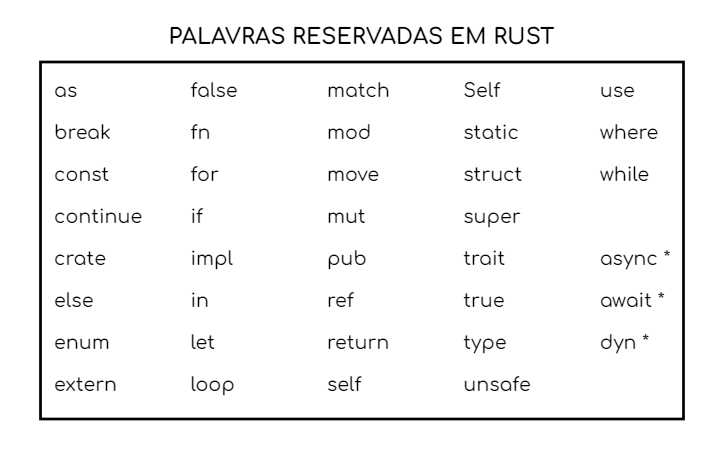 PALAVRAS RESERVADAS EM RUST
as false match Self use
break fn mod static where
const for move struct while
continue if mut super
crate impl pub trait async *
else in ref true await *
enum let return type dyn *
extern loop self unsafe